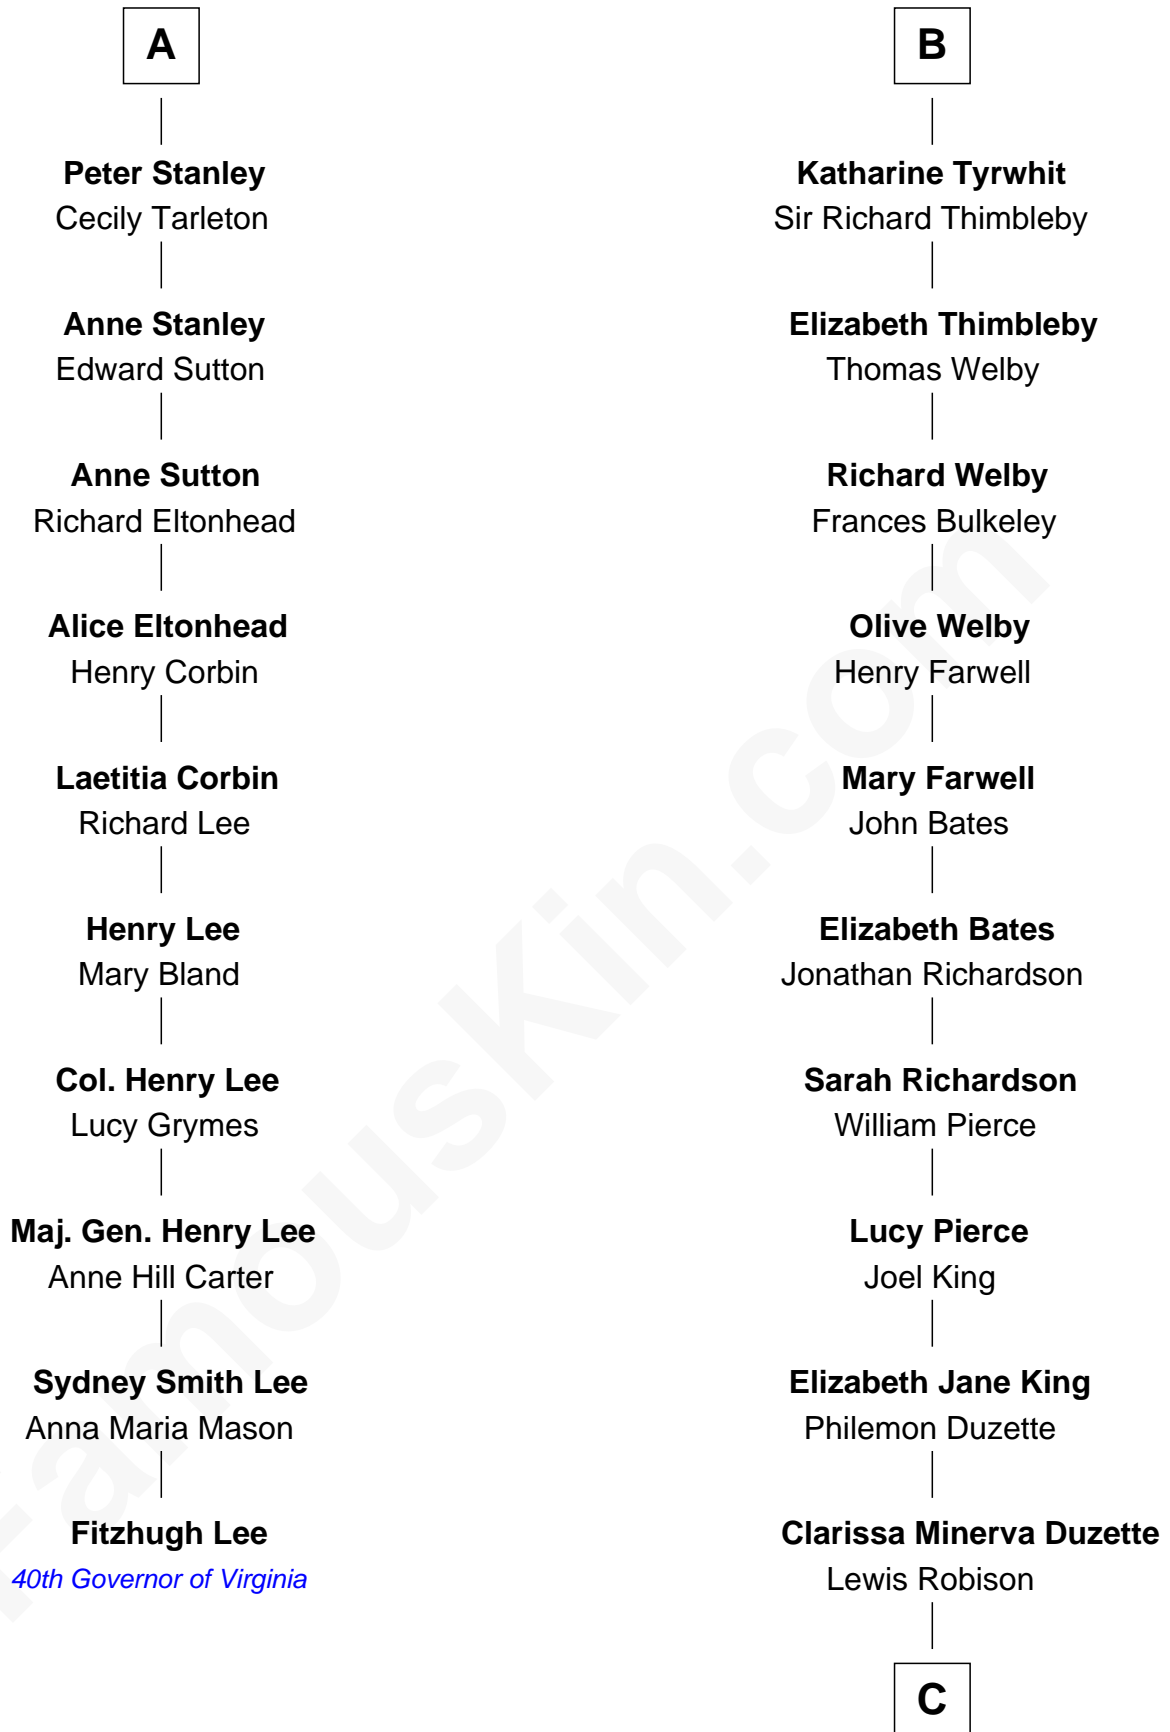 A
Peter Stanley
Cecily Tarleton
Anne Stanley
Edward Sutton
Anne Sutton
Richard Eltonhead
Alice Eltonhead
Henry Corbin
Laetitia Corbin
Richard Lee
Henry Lee
Mary Bland
Col. Henry Lee
Lucy Grymes
Maj. Gen. Henry Lee
Anne Hill Carter
Sydney Smith Lee
Anna Maria Mason
Fitzhugh Lee
40th Governor of Virginia
B
Katharine Tyrwhit
Sir Richard Thimbleby
Elizabeth Thimbleby
Thomas Welby
Richard Welby
Frances Bulkeley
Olive Welby
Henry Farwell
Mary Farwell
John Bates
Elizabeth Bates
Jonathan Richardson
Sarah Richardson
William Pierce
Lucy Pierce
Joel King
Elizabeth Jane King
Philemon Duzette
Clarissa Minerva Duzette
Lewis Robison
C
FamousKin.com